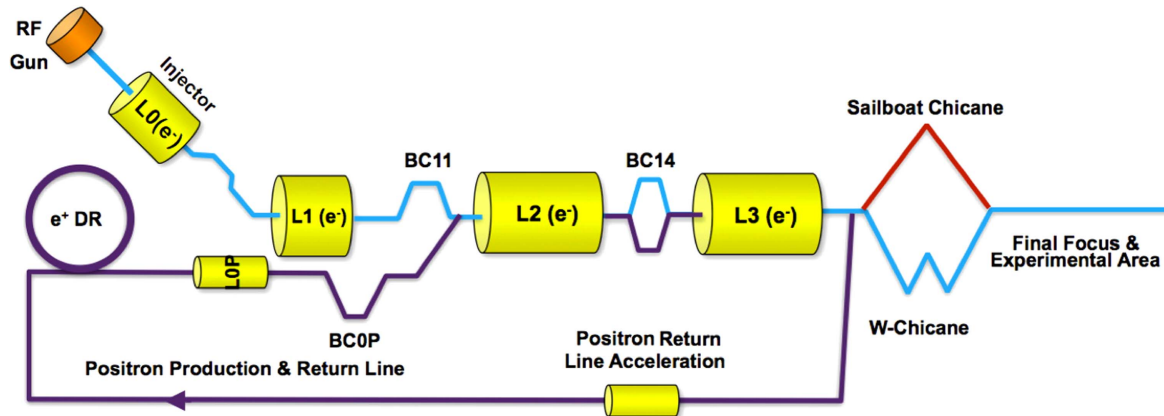 RF
Gun
Injector
L0(e-)
e+ DR
L1 (e-)
BC11
L2 (e-)
BC14
L3 (e-)
Sailboat Chicane
Final Focus &
Experimental Area
W-Chicane
L0P
BC0P
Positron Return
Line Acceleration
Positron Production & Return Line